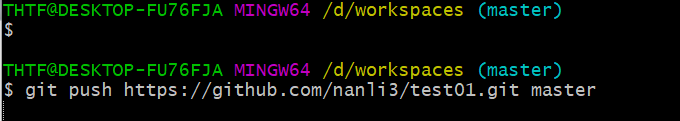 THTF@DESKTOP-FU76FJA MINGW64 /d/workspaces (master)
$
THTF@DESKTOP-FU76FJA MINGW64 /d/workspaces (master)
$ git push https://github.com/nanli3/test01.git master